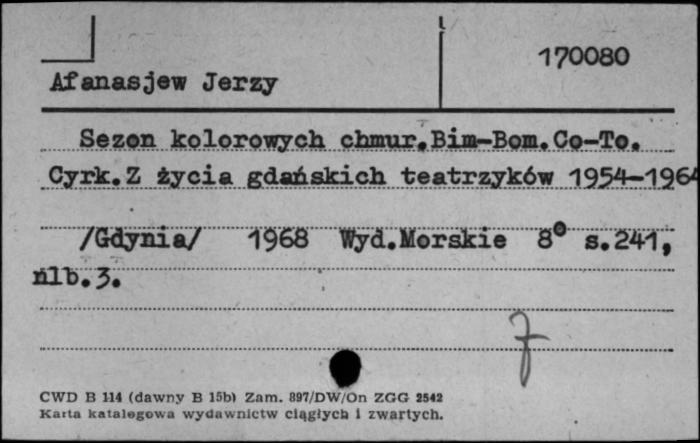 170080
Afanasjew Jerzy
Sezon kolorowych chmur.Bim-Bom.Co-To.
Cyrk.Z życia gdańskich teatrzyków 1954-1964
/Gdynia/ 1968 Wyd.Morskie 8° s.241,
nlb.3.
CWD B 114 (dawny B 15b) Zam. 897/DW/On ZGG 2542
Karta katalogowa wydawnictw ciągłych i zwartych.